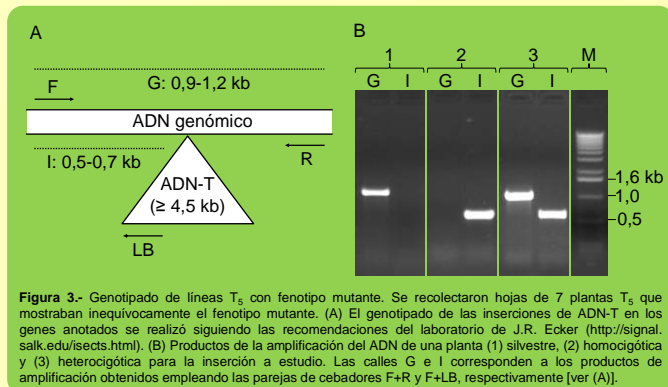 A
F
G: 0,9-1,2 kb
ADN genómico
I: 0,5-0,7 kb
R
ADN-T
(≥ 4,5 kb)
LB
B
1 2 3 M
G I G I G I
1,6 kb
1,0
0,5
Figura 3.- Genotipado de líneas T5 con fenotipo mutante. Se recolectaron hojas de 7 plantas T5 que
mostraban inequívocamente el fenotipo mutante. (A) El genotipado de las inserciones de ADN-T en los
genes anotados se realizó siguiendo las recomendaciones del laboratorio de J.R. Ecker (http://signal.
salk.edu/isects.html). (B) Productos de la amplificación del ADN de una planta (1) silvestre, (2) homocigótica
y (3) heterocigótica para la inserción a estudio. Las calles G e I corresponden a los productos de
amplificación obtenidos empleando las parejas de cebadores F+R y F+LB, respectivamente [ver (A)].